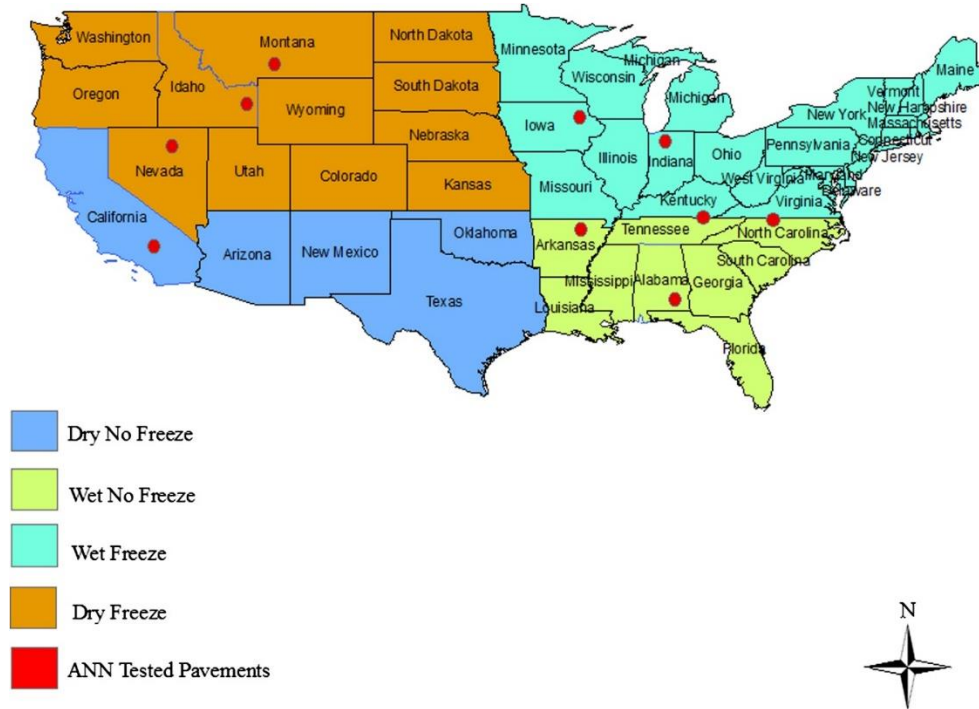 Washington
Montana
North Dakota
Minnesota
Michigan
Maine
Oregon
Idaho
Wyoming
South Dakota
Wisconsin
Michigan
Vermont
New Hampshire
New York
Massachusetts
Connecticut
Nebraska
Iowa
Illinois
Indiana
Ohio
Pennsylvania
New Jersey
Nevada
Utah
Colorado
Kansas
Missouri
West Virginia
Maryland
Delaware
Kentucky
Virginia
California
Arizona
New Mexico
Oklahoma
Arkansas
Tennessee
North Carolina
South Carolina
Texas
Mississippi
Alabama
Georgia
Louisiana
Florida
Dry No Freeze
Wet No Freeze
Wet Freeze
Dry Freeze
ANN Tested Pavements
N